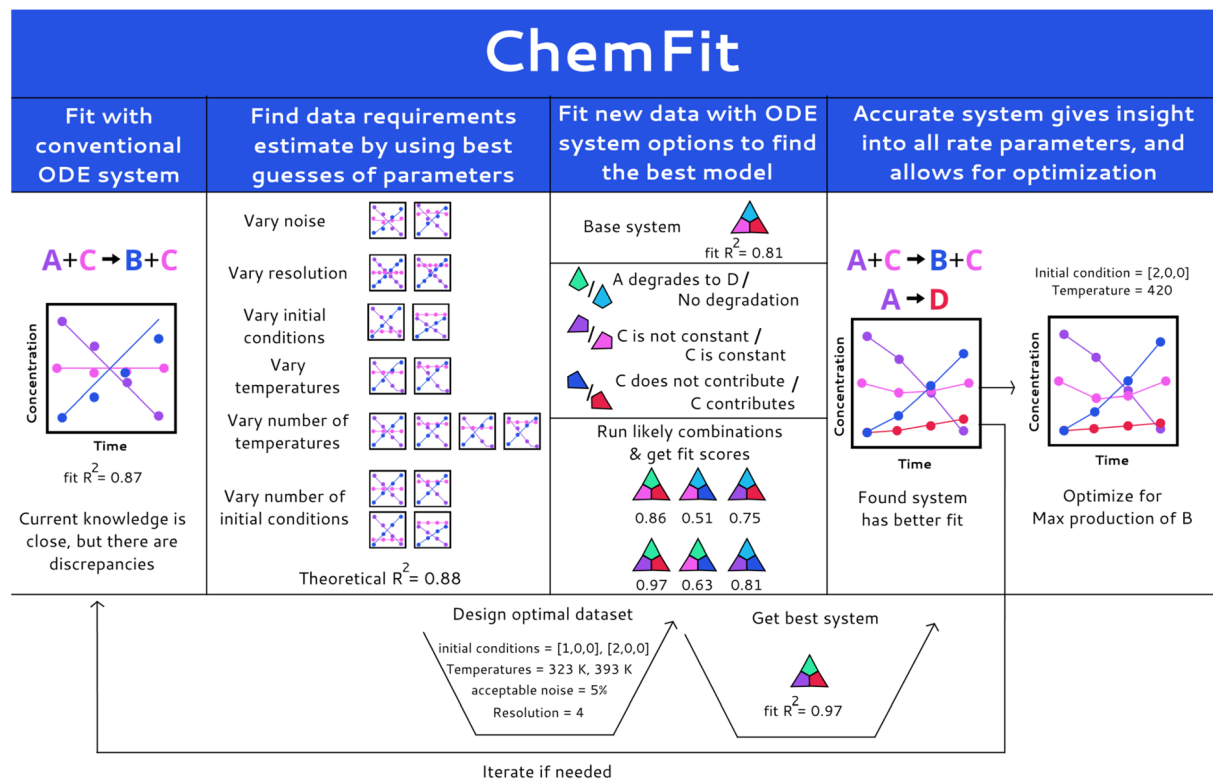 ChemFit
Fit with
conventional
ODE system
Find data requirements
estimate by using best
guesses of parameters
Fit new data with ODE
system options to find
the best model
Accurate system gives insight
into all rate parameters, and
allows for optimization
A+C→B+C
Concentration
Time
fit R²= 0.87
Current knowledge is
close, but there are
discrepancies
Vary noise
Vary resolution
Vary initial
conditions
Vary
temperatures
Vary number of
temperatures
Vary number of
initial conditions
Theoretical R²= 0.88
Base system
fit R²= 0.81
A degrades to D /
No degradation
C is not constant /
C is constant
C does not contribute /
C contributes
/
/
/
Run likely combinations
& get fit scores
0.86 0.51 0.75
0.97 0.63 0.81
A+C→B+C
A→D
Concentration
Time
Found system
has better fit
Initial condition = [2,0,0]
Temperature = 420
Concentration
Time
Optimize for
Max production of B
Design optimal dataset
initial conditions = [1,0,0], [2,0,0]
Temperatures = 323 K, 393 K
acceptable noise = 5%
Resolution = 4
Get best system
fit R²= 0.97
Iterate if needed